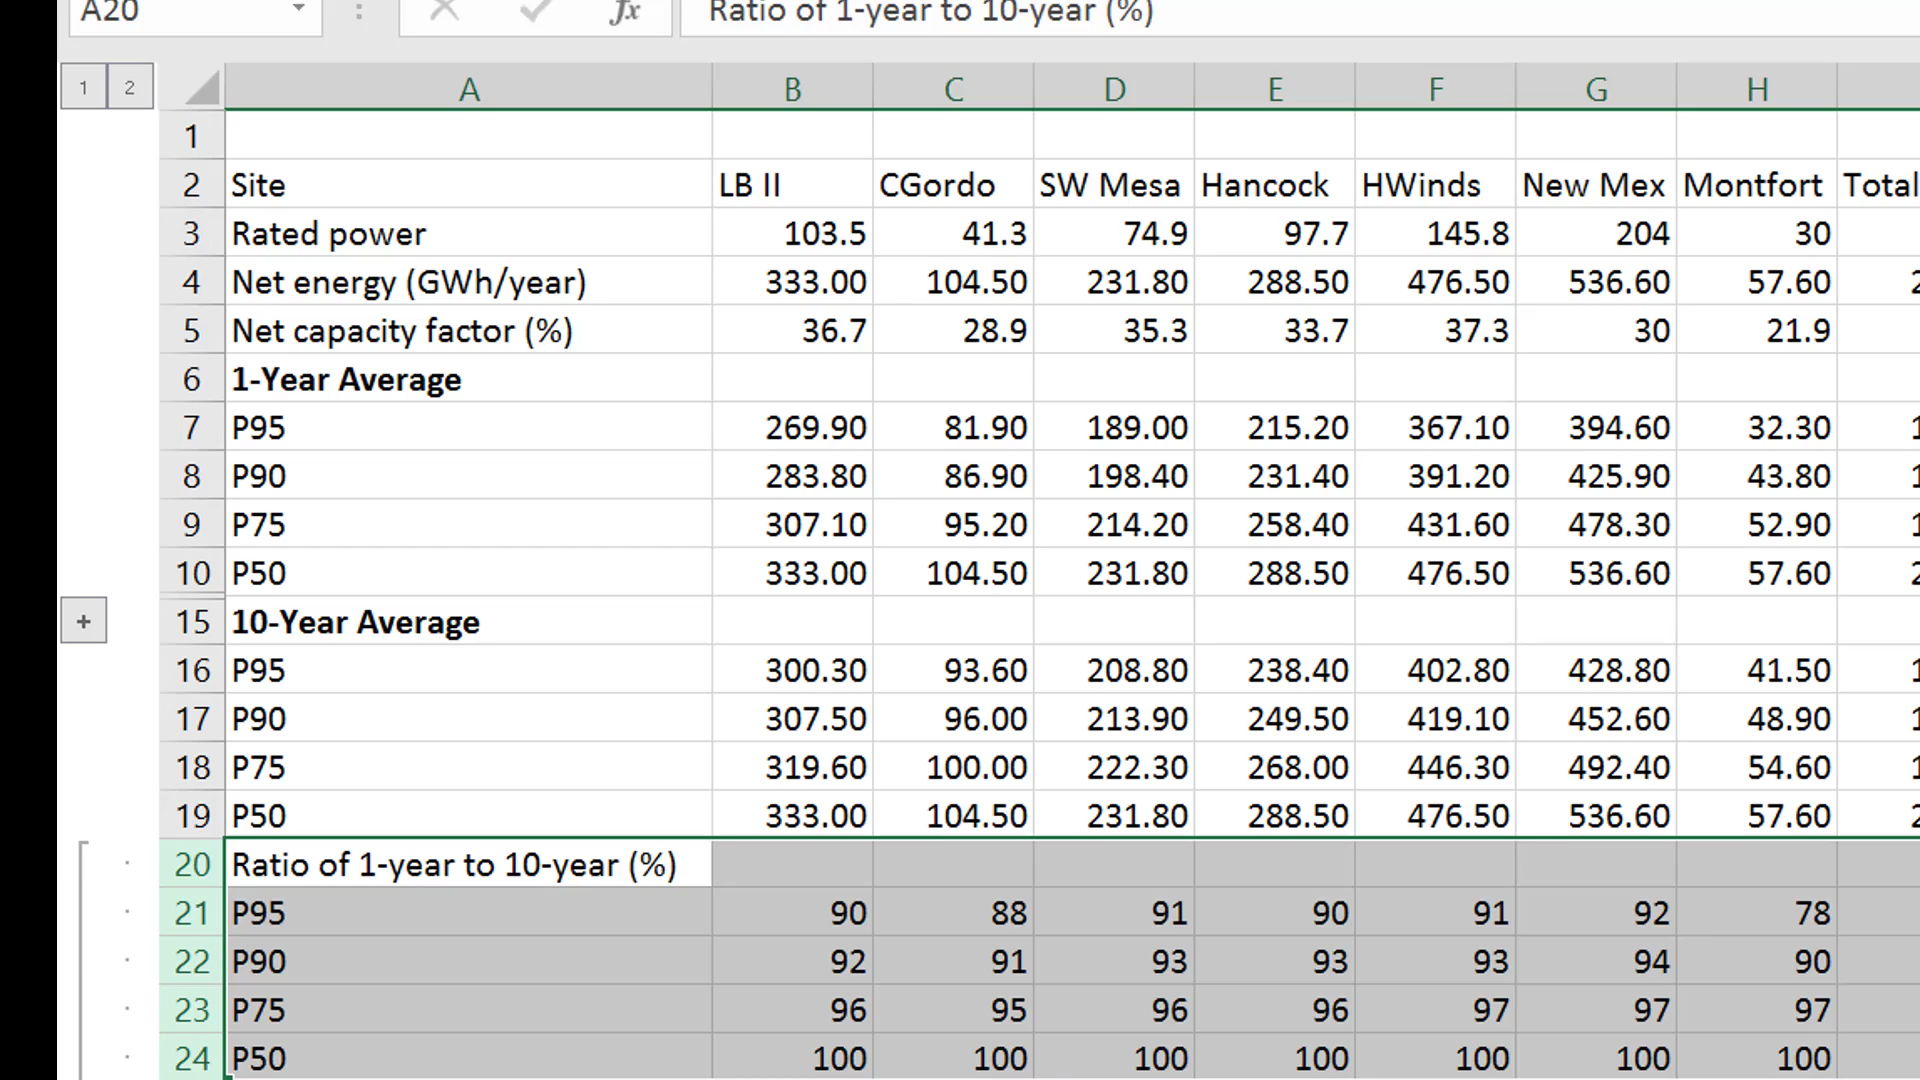 A20 fx Ratio of 1-year to 10-year (%)
1 2 A B C D E F G H
1
2 Site LB II CGordo SW Mesa Hancock HWinds New Mex Montfort Total
3 Rated power 103.5 41.3 74.9 97.7 145.8 204 30
4 Net energy (GWh/year) 333.00 104.50 231.80 288.50 476.50 536.60 57.60
5 Net capacity factor (%) 36.7 28.9 35.3 33.7 37.3 30 21.9
6 1-Year Average
7 P95 269.90 81.90 189.00 215.20 367.10 394.60 32.30
8 P90 283.80 86.90 198.40 231.40 391.20 425.90 43.80
9 P75 307.10 95.20 214.20 258.40 431.60 478.30 52.90
10 P50 333.00 104.50 231.80 288.50 476.50 536.60 57.60
+ 15 10-Year Average
16 P95 300.30 93.60 208.80 238.40 402.80 428.80 41.50
17 P90 307.50 96.00 213.90 249.50 419.10 452.60 48.90
18 P75 319.60 100.00 222.30 268.00 446.30 492.40 54.60
19 P50 333.00 104.50 231.80 288.50 476.50 536.60 57.60
20 Ratio of 1-year to 10-year (%)
21 P95 90 88 91 90 91 92 78
22 P90 92 91 93 93 93 94 90
23 P75 96 95 96 96 97 97 97
24 P50 100 100 100 100 100 100 100